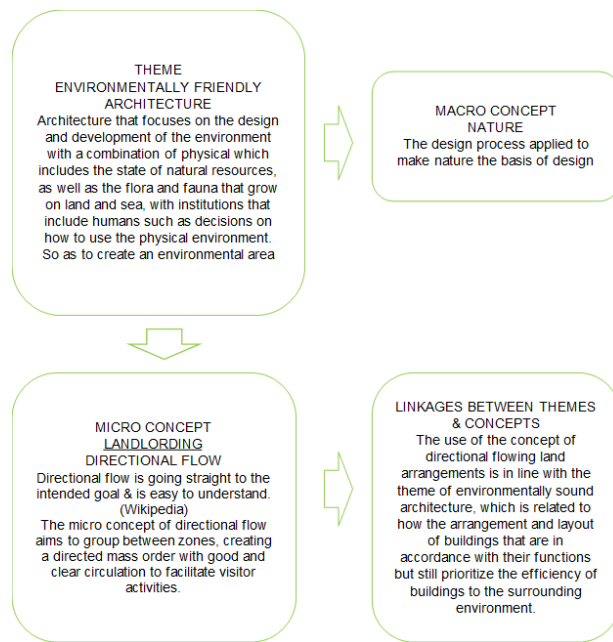 THEME
ENVIRONMENTALLY FRIENDLY
ARCHITECTURE
Architecture that focuses on the design
and development of the environment
with a combination of physical which
includes the state of natural resources,
as well as the flora and fauna that grow
on land and sea, with institutions that
include humans such as decisions on
how to use the physical environment.
So as to create an environmental area
MACRO CONCEPT
NATURE
The design process applied to
make nature the basis of design
MICRO CONCEPT
LANDLORDING
DIRECTIONAL FLOW
Directional flow is going straight to the
intended goal & is easy to understand.
(Wikipedia)
The micro concept of directional flow
aims to group between zones, creating
a directed mass order with good and
clear circulation to facilitate visitor
activities.
LINKAGES BETWEEN THEMES
& CONCEPTS
The use of the concept of
directional flowing land
arrangements is in line with the
theme of environmentally sound
architecture, which is related to
how the arrangement and layout
of buildings that are in
accordance with their functions
but still prioritize the efficiency of
buildings to the surrounding
environment.